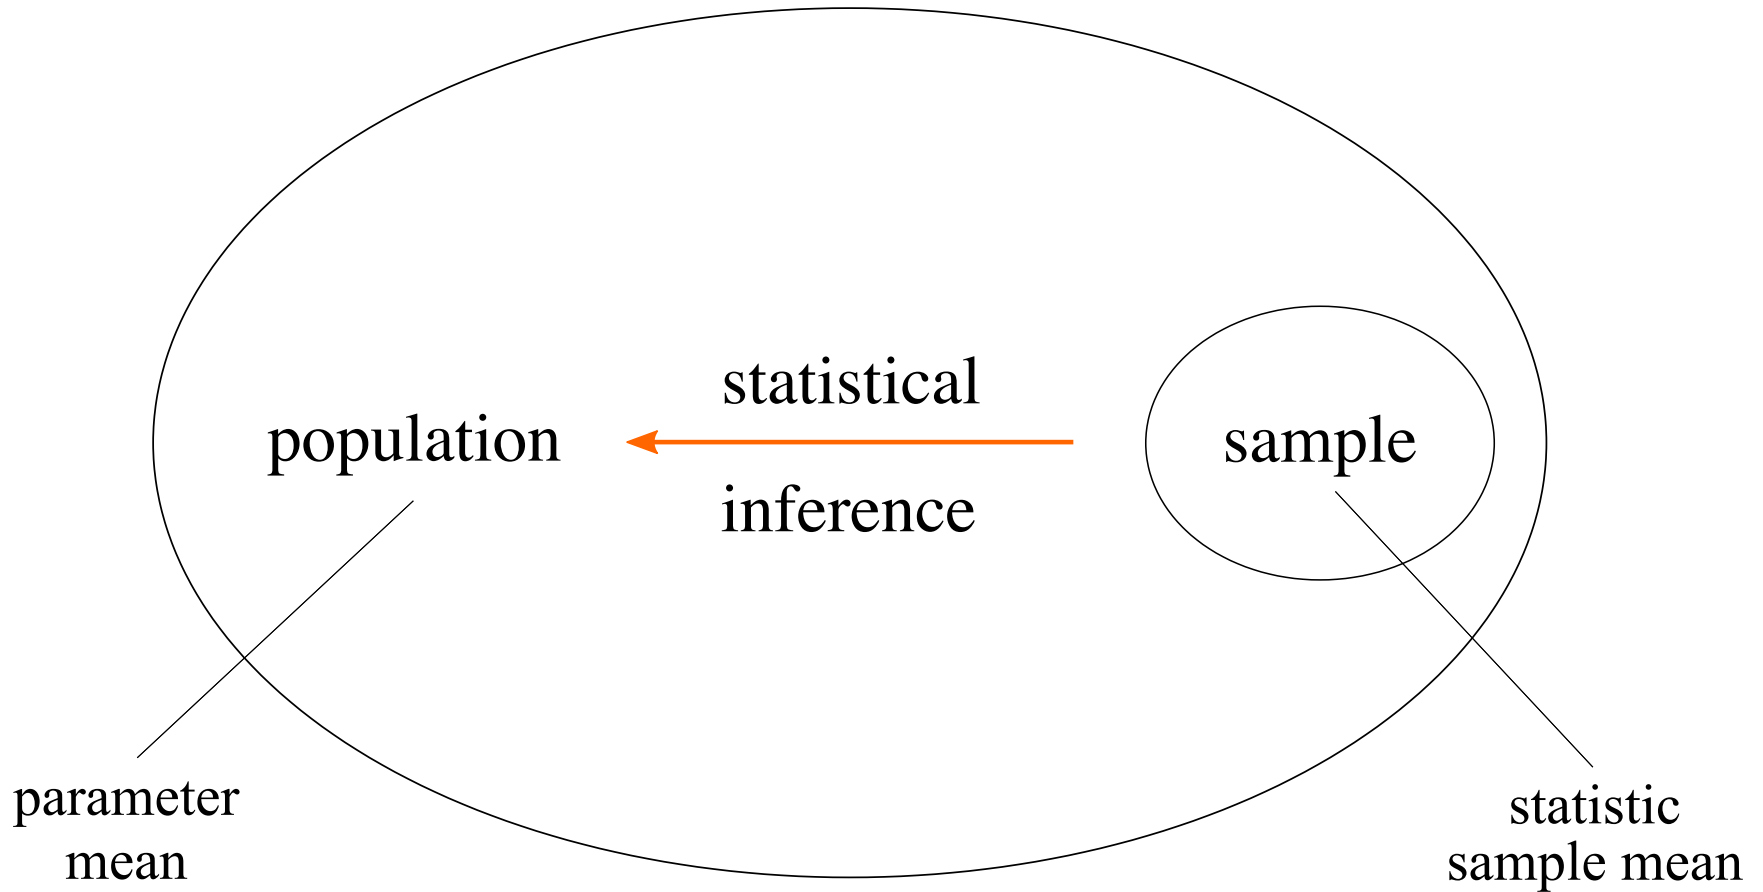 statistical
population
sample
inference
parameter
mean
statistic
sample mean